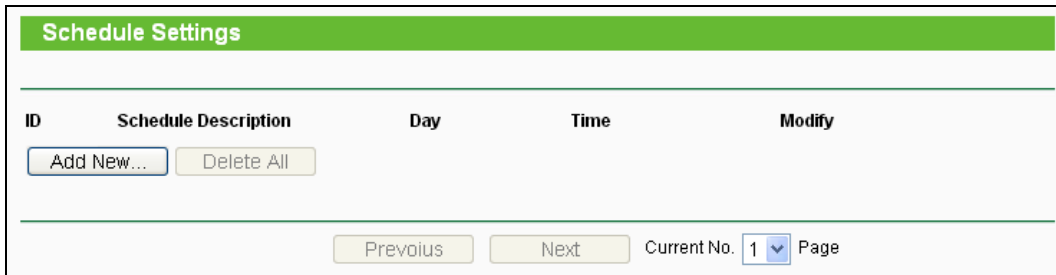 Schedule Settings
ID Schedule Description Day Time Modify
Add New... Delete All
Prevoius Next Current No. 1 Page